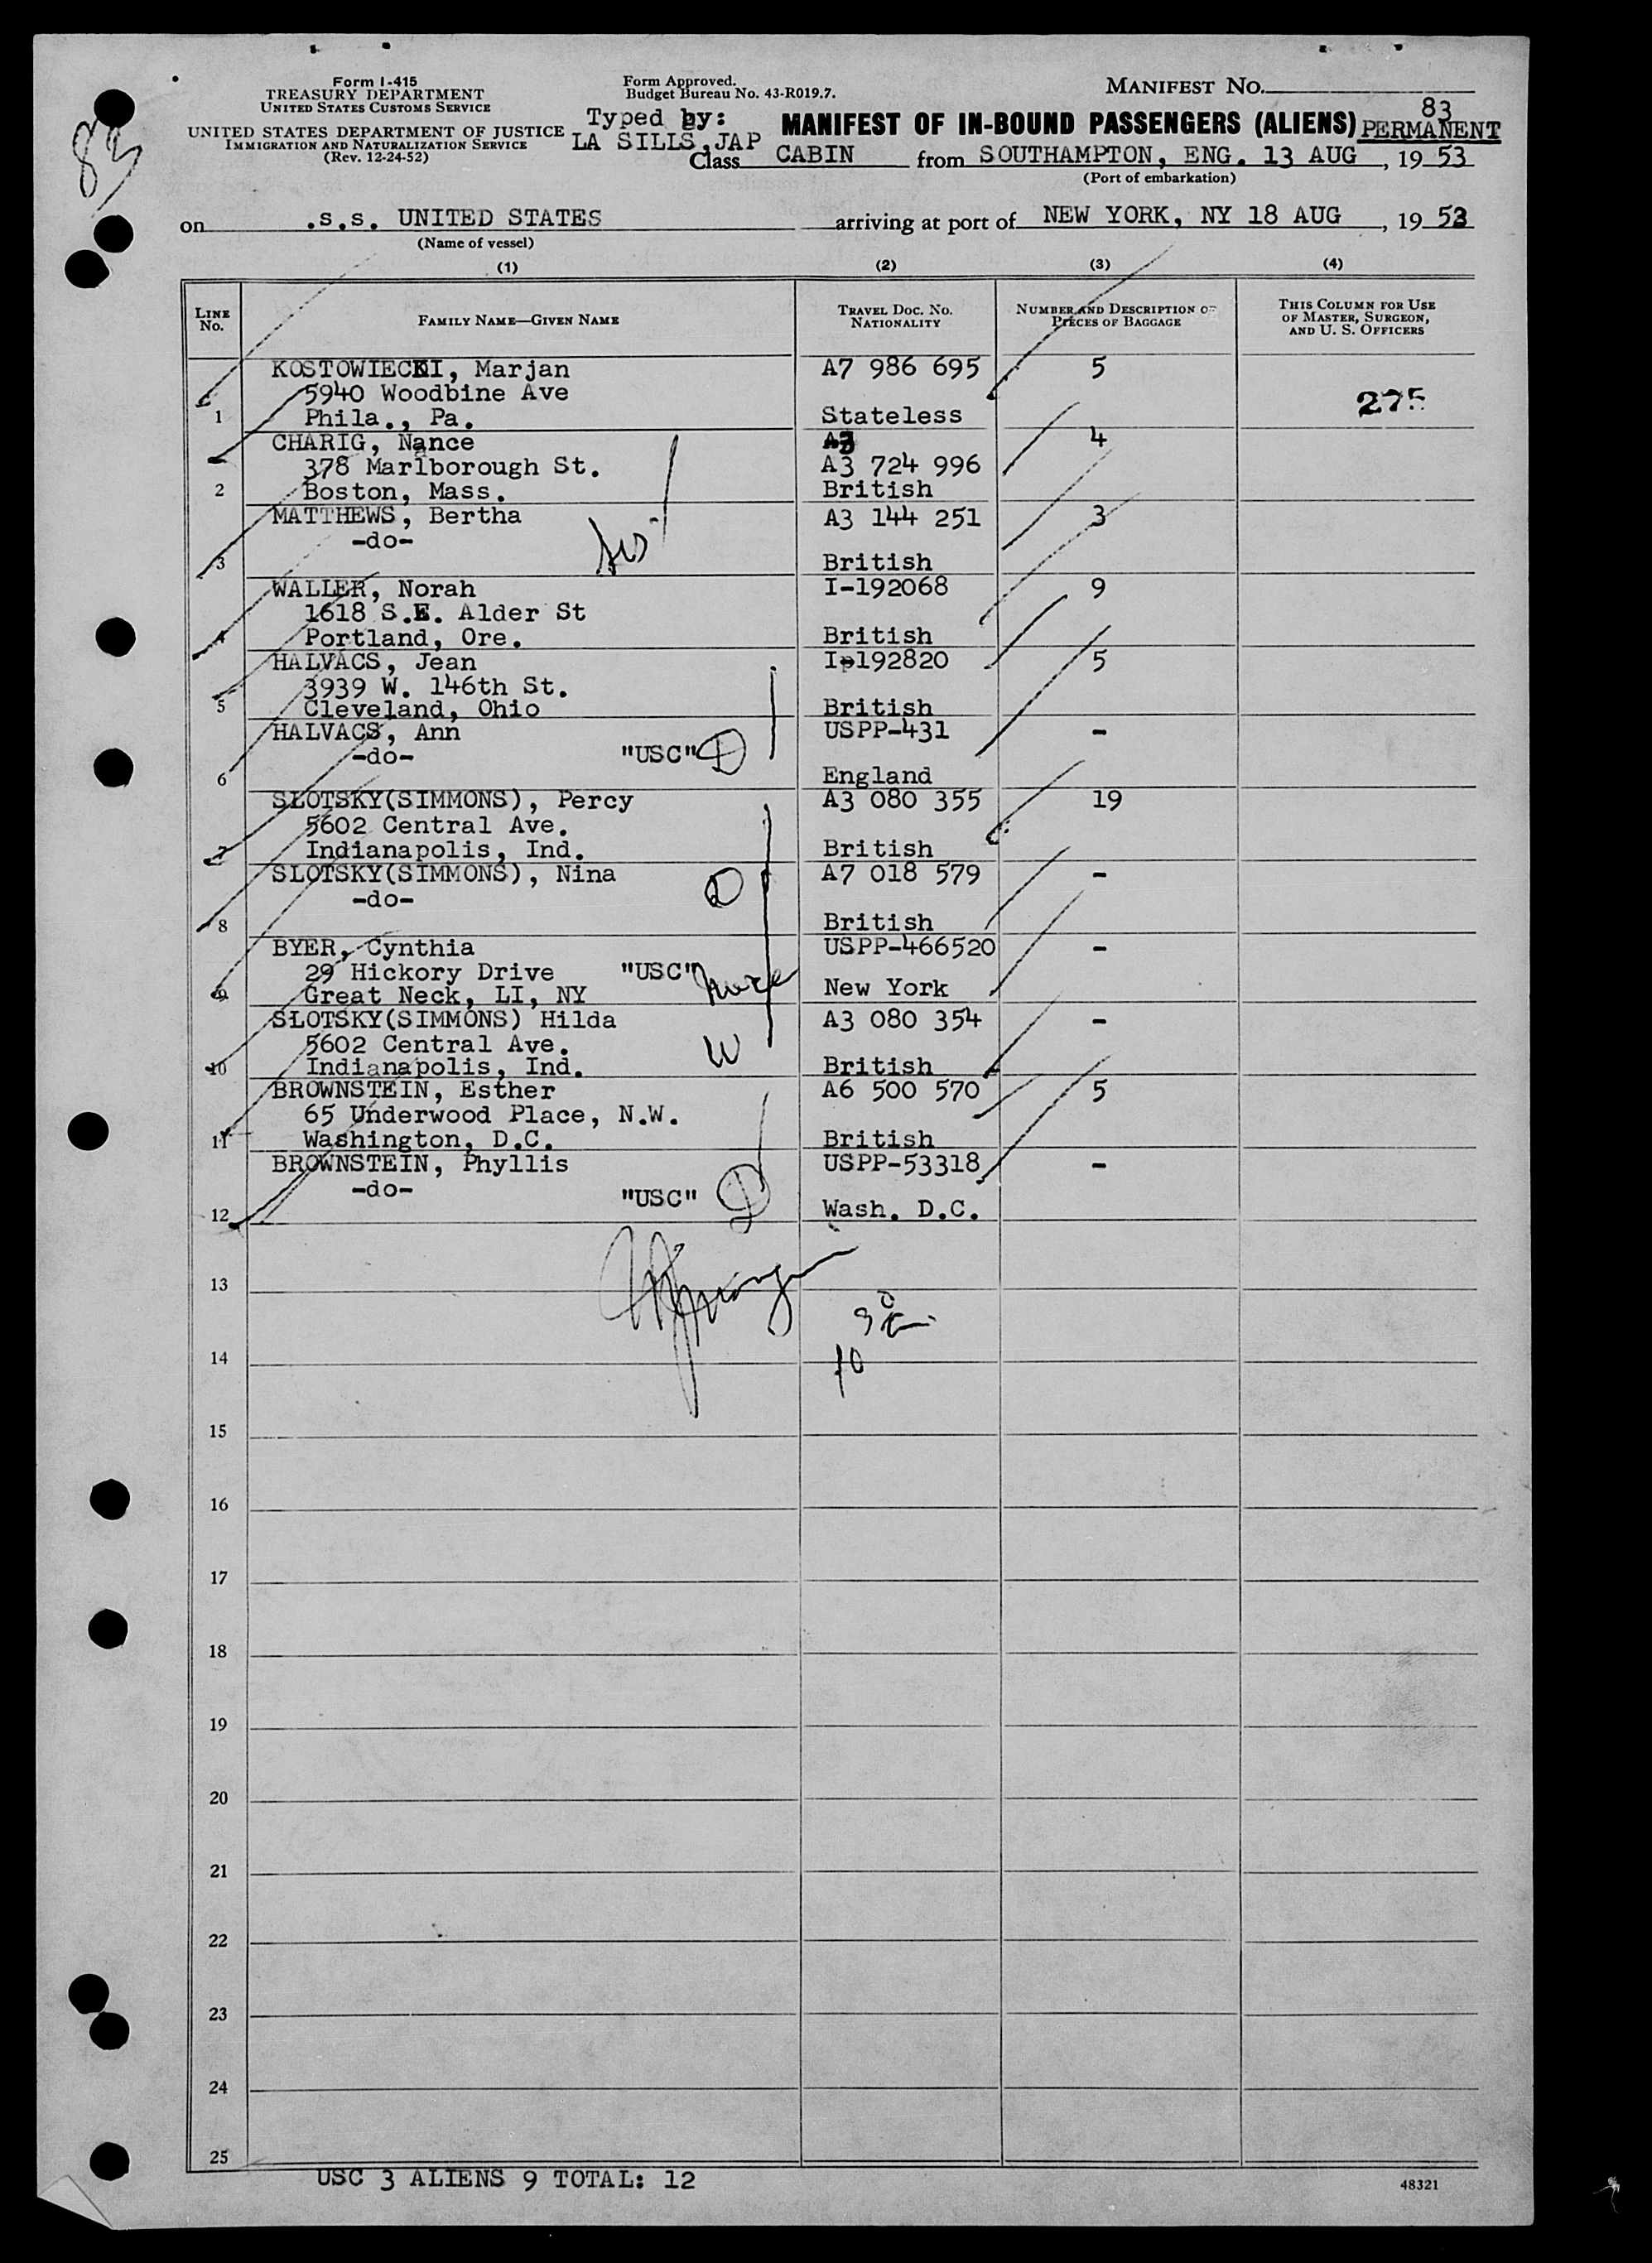 Form I-415
TREASURY DEPARTMENT
UNITED STATES CUSTOMS SERVICE
UNITED STATES DEPARTMENT OF JUSTICE
IMMIGRATION AND NATURALIZATION SERVICE
(Rev. 12-24-52)
Form Approved.
Budget Bureau No. 43-R019.7.
Typed by:
LA SILLS,JAP
MANIFEST NO.
83
83
MANIFEST OF IN-BOUND PASSENGERS (ALIENS) PERMANENT
Class CABIN from SOUTHAMPTON, ENG. 13 AUG , 19 53
(Port of embarkation)
on .s.s. UNITED STATES arriving at port of NEW YORK, NY 18 AUG , 19 53
(Name of vessel)
(1) (2) (3) (4)
LINE No. FAMILY NAME—GIVEN NAME TRAVEL DOC. NO. NATIONALITY NUMBER AND DESCRIPTION OF PIECES OF BAGGAGE THIS COLUMN FOR USE OF MASTER, SURGEON, AND U. S. OFFICERS
KOSTOWIECKI, Marjan A7 986 695 5
5940 Woodbine Ave 275
1 Phila., Pa. Stateless
CHARIG, Nance A3 4
378 Marlborough St. A3 724 996
2 Boston, Mass. British
MATTHEWS, Bertha A3 144 251 3
-do-
3 British
WALLER, Norah I-192068 9
1618 S.E. Alder St
4 Portland, Ore. British
HALVACS, Jean I-192820 5
3939 W. 146th St.
5 Cleveland, Ohio British
HALVACS, Ann USPP-431 -
-do- "USC" D
6 England
SLOTSKY(SIMMONS), Percy A3 080 355 19
5602 Central Ave.
7 Indianapolis, Ind. British
SLOTSKY(SIMMONS), Nina A7 018 579 -
-do- D
8 British
BYER, Cynthia USPP-466520 -
29 Hickory Drive "USC"
9 Great Neck, LI, NY New York
SLOTSKY(SIMMONS) Hilda A3 080 354 -
5602 Central Ave. W
10 Indianapolis, Ind. British
BROWNSTEIN, Esther A6 500 570 5
65 Underwood Place, N.W.
11 Washington, D.C. British
BROWNSTEIN, Phyllis USPP-53318 -
-do- "USC" D
12 Wash. D.C.
13
14 10
15
16
17
18
19
20
21
22
23
24
25
USC 3 ALIENS 9 TOTAL: 12
48321